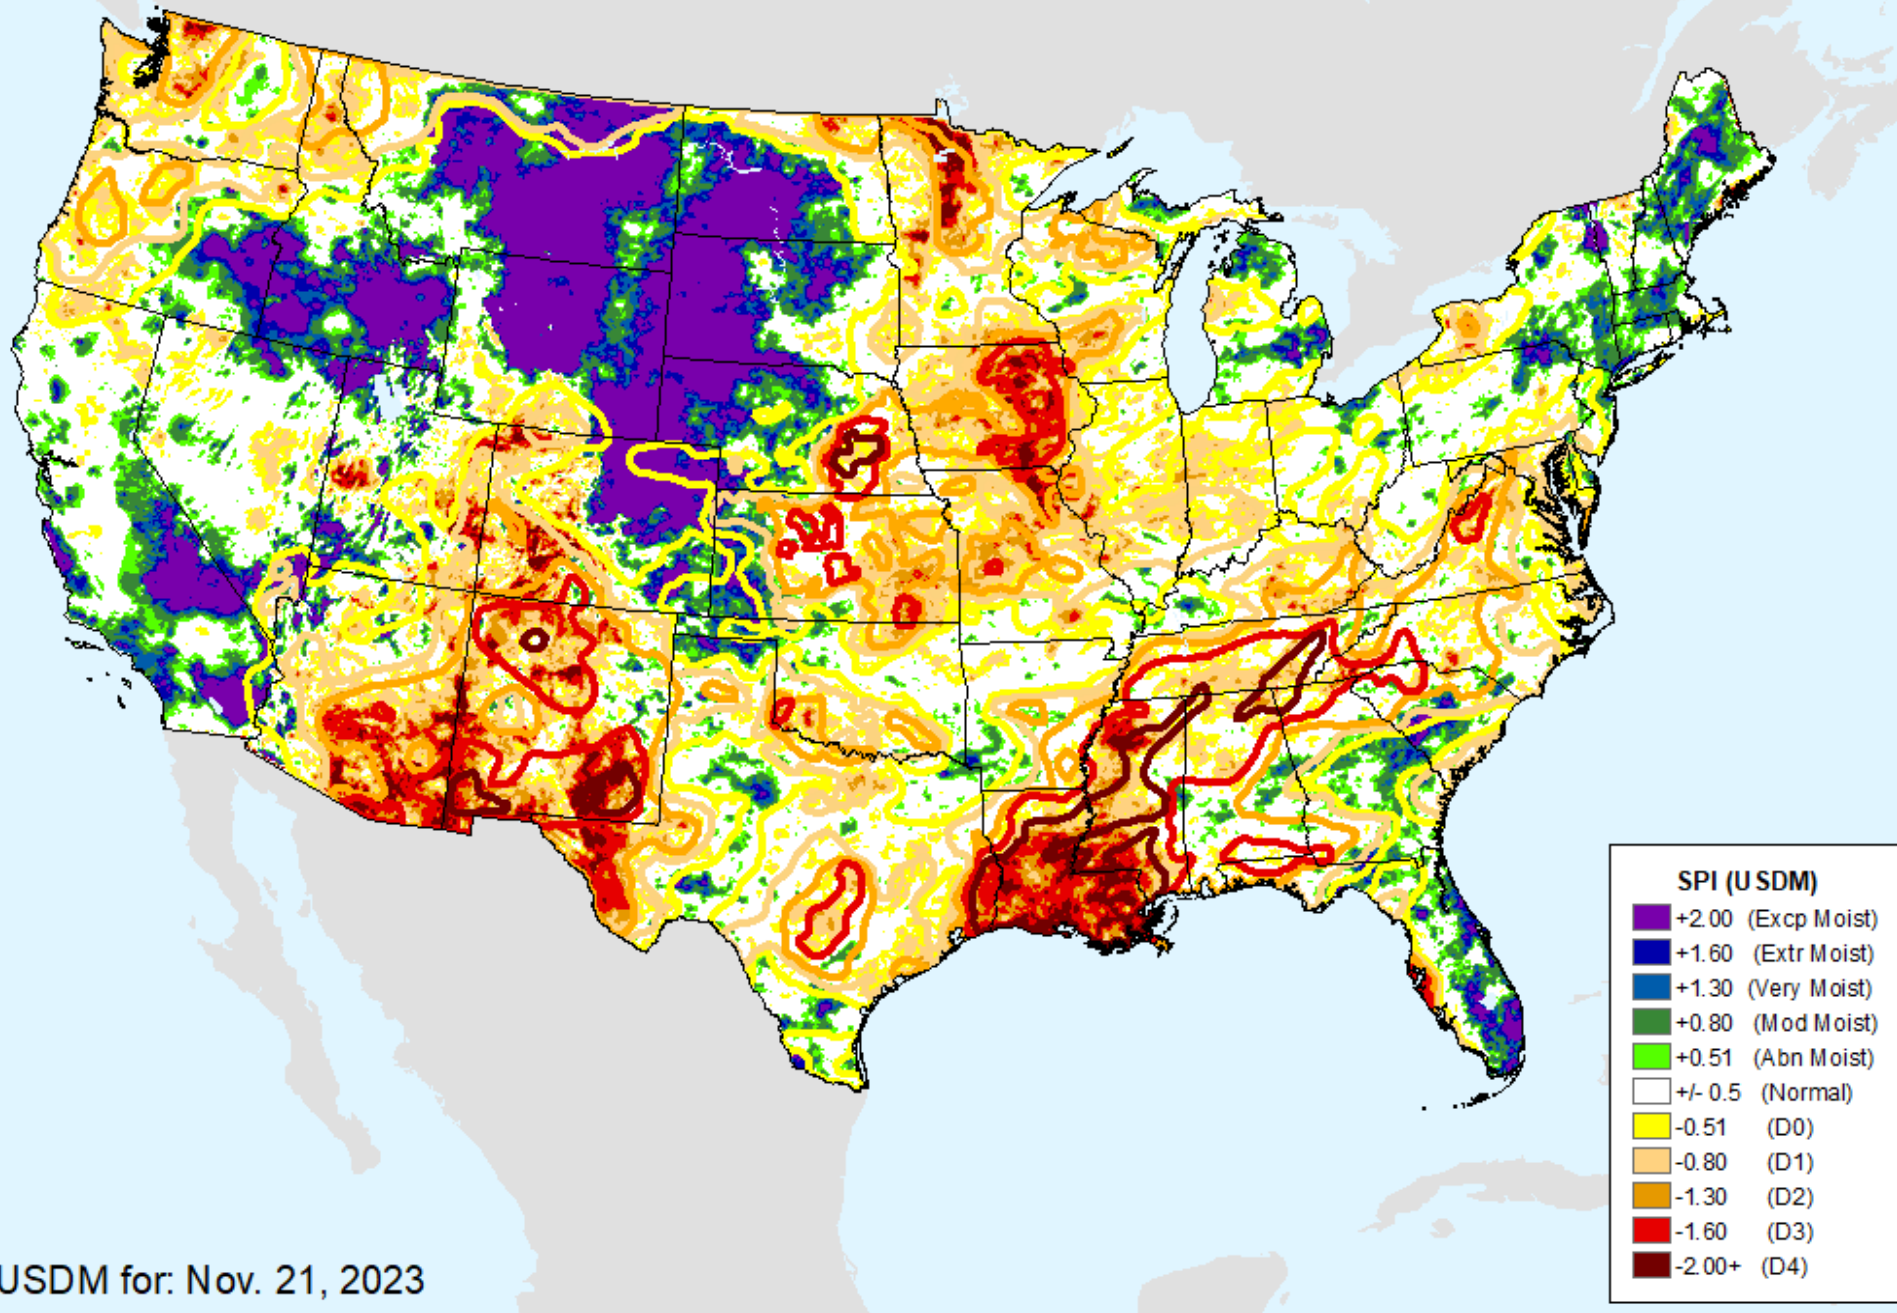 SPI (USDM)
+2.00 (Excp Moist)
+1.60 (Extr Moist)
+1.30 (Very Moist)
+0.80 (Mod Moist)
+0.51 (Abn Moist)
+/- 0.5 (Normal)
-0.51 (D0)
-0.80 (D1)
-1.30 (D2)
-1.60 (D3)
-2.00+ (D4)
USDM for: Nov. 21, 2023